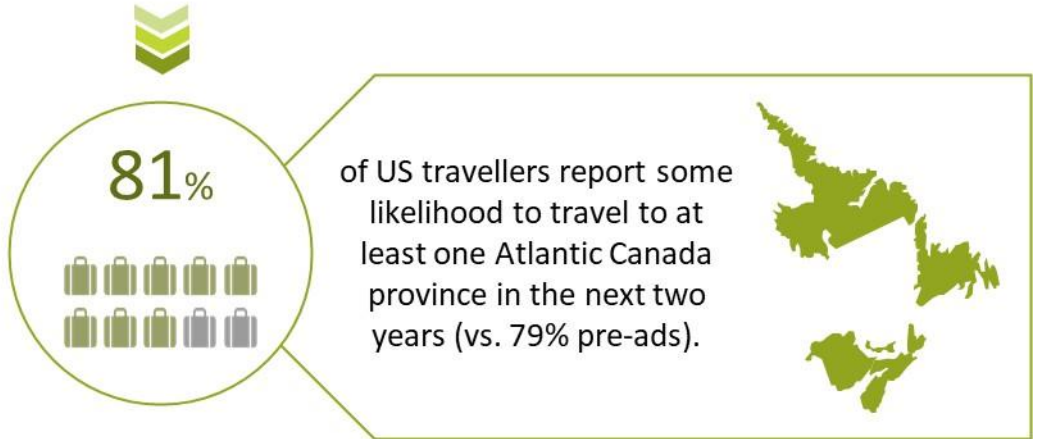 81%
of US travellers report some
likelihood to travel to at
least one Atlantic Canada
province in the next two
years (vs. 79% pre-ads).